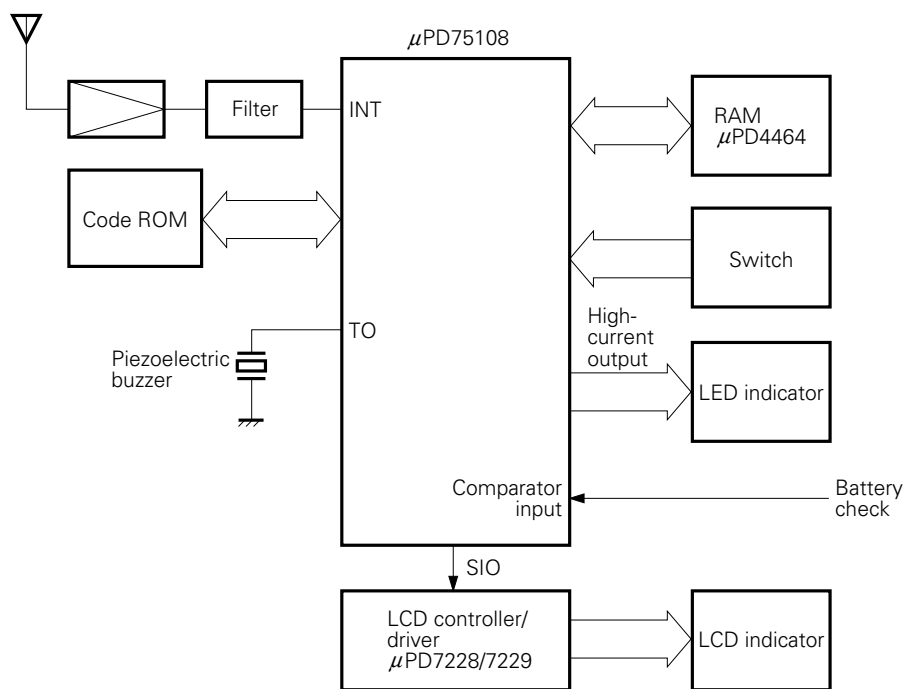 μPD75108
Filter
INT
RAM
μPD4464
Code ROM
Switch
TO
High-
current
output
Piezoelectric
buzzer
LED indicator
Comparator
input
Battery
check
SIO
LCD controller/
driver
μPD7228/7229
LCD indicator